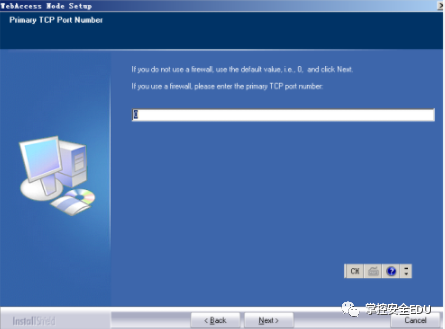 WebAccess Node Setup
Primary TCP Port Number
If you do not use a firewall, use the default value, i.e., 0, and click Next.
If you use a firewall, please enter the primary TCP port number:
0
CH
InstallShield
< Back
Next >
Cancel
掌控安全EDU